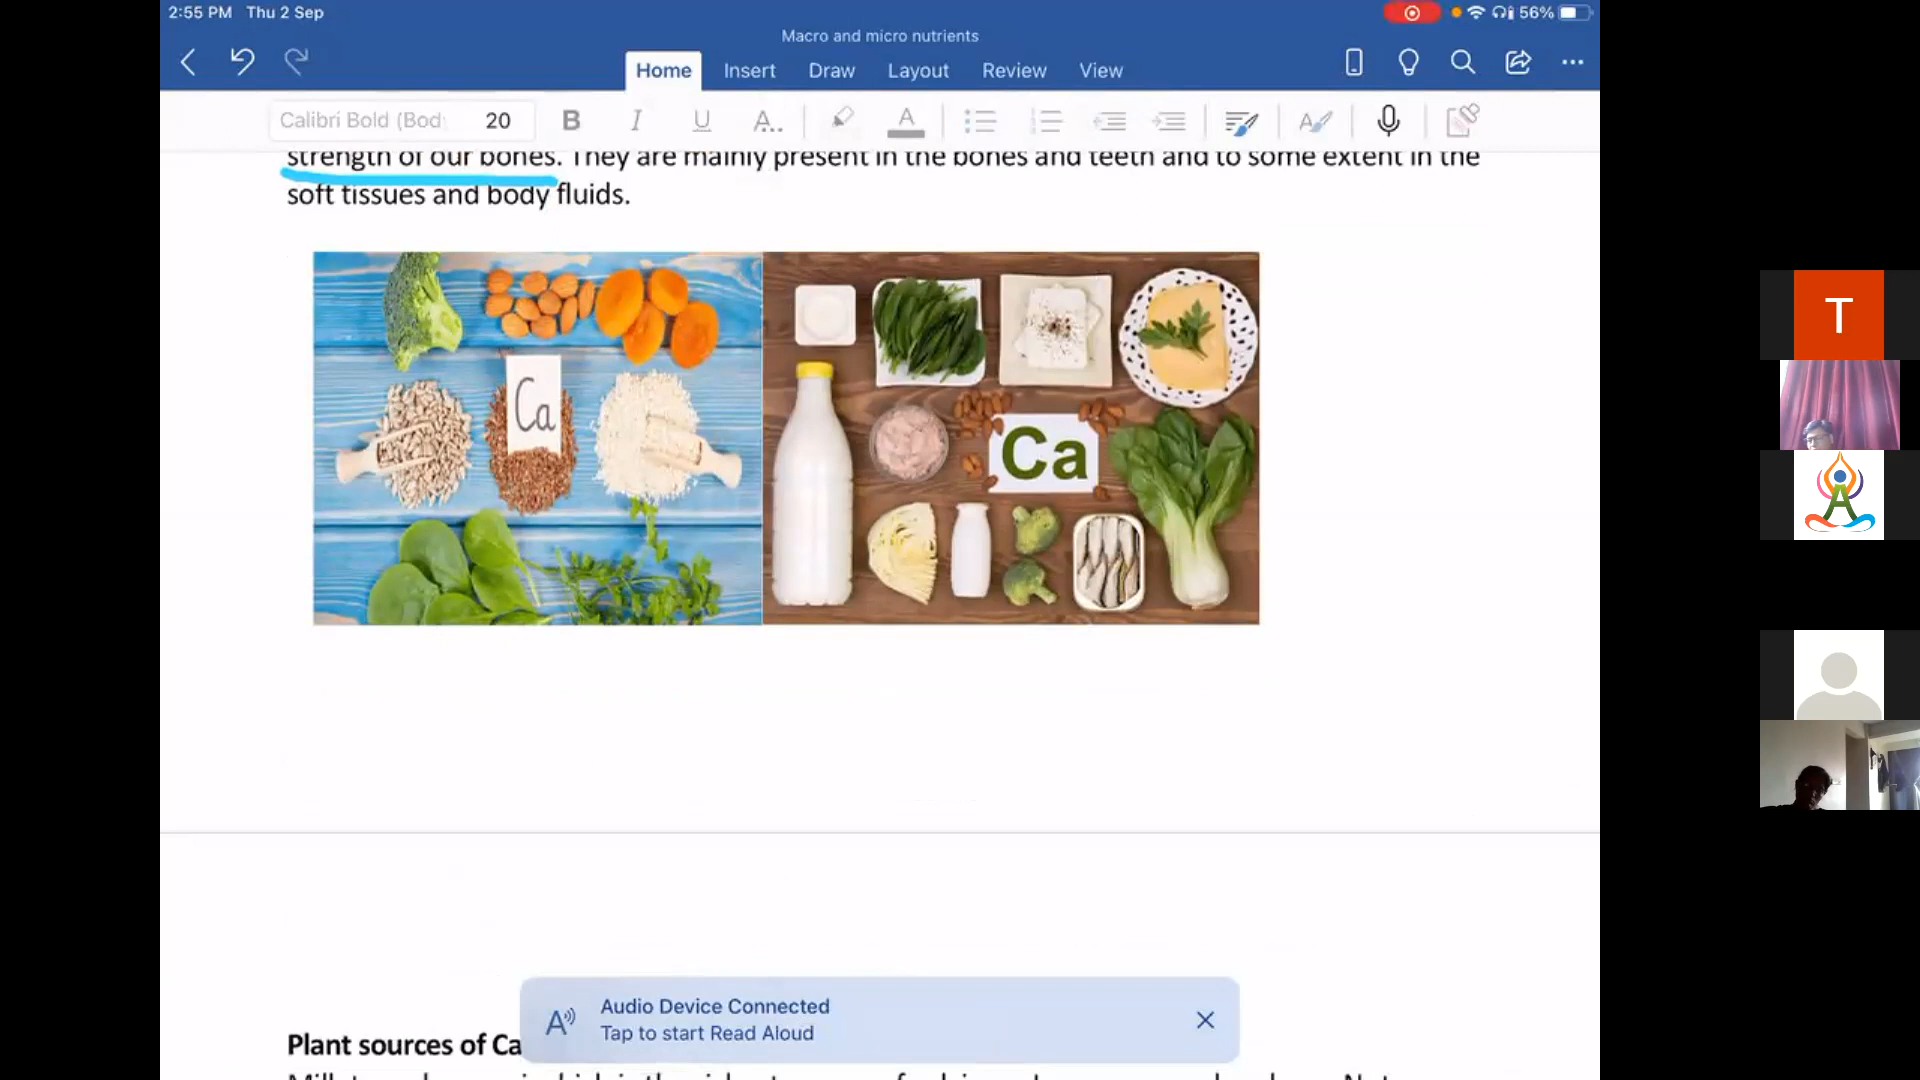 2:55 PM Thu 2 Sep
56%
Macro and micro nutrients
Home Insert Draw Layout Review View
Calibri Bold (Bod 20 B I U A.. A
strength of our bones. They are mainly present in the bones and teeth and to some extent in the
soft tissues and body fluids.
Ca
Ca
T
A
Audio Device Connected
Tap to start Read Aloud
Plant sources of Ca